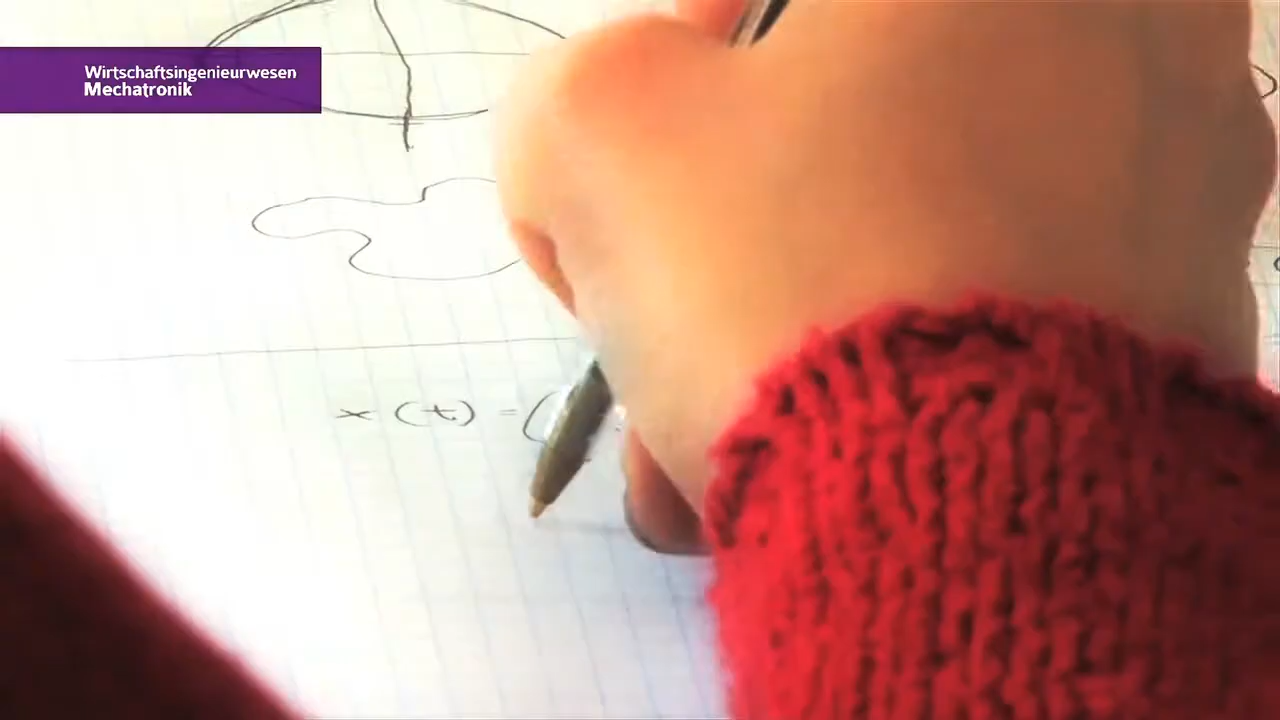 Wirtschaftsingenieurwesen
Mechatronik
x (t) = (